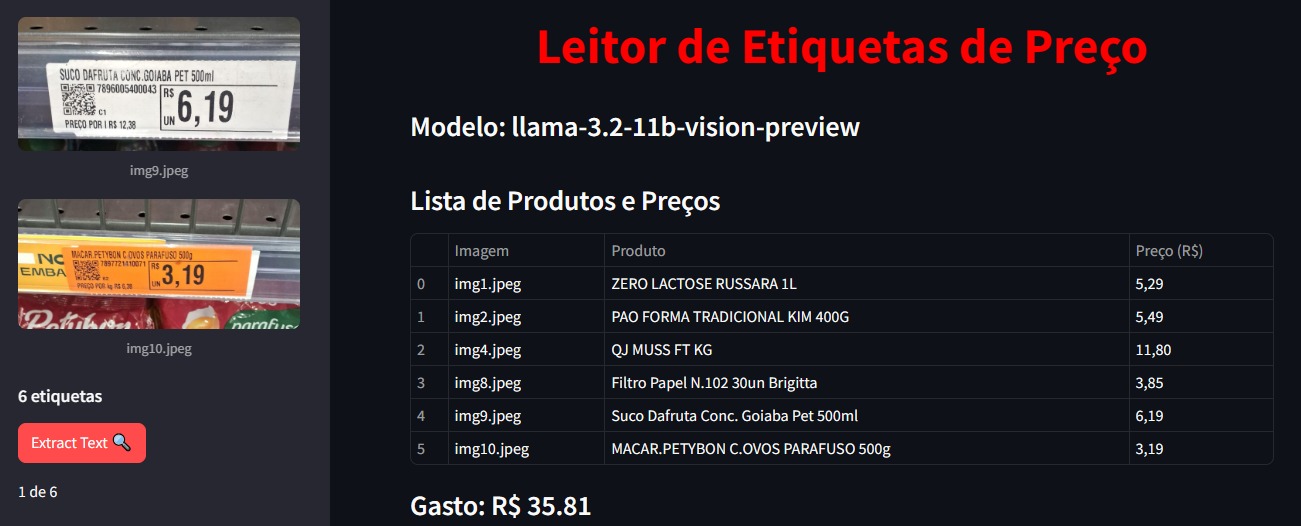 SUCO DAFRUTA CONC.GOIABA PET 500ml
7896005400043
R$
6,19
C1
UN
PREÇO POR l R$ 12,38
img9.jpeg
NO
EMBA
MACAR.PETYBON C.OVOS PARAFUSO 500g
7897721410071
R$
3,19
UN
PREÇO POR kg R$ 6,38
Petybon
parafuso
img10.jpeg
6 etiquetas
Extract Text
1 de 6
Leitor de Etiquetas de Preço
Modelo: llama-3.2-11b-vision-preview
Lista de Produtos e Preços
Imagem Produto Preço (R$)
0 img1.jpeg ZERO LACTOSE RUSSARA 1L 5,29
1 img2.jpeg PAO FORMA TRADICIONAL KIM 400G 5,49
2 img4.jpeg QJ MUSS FT KG 11,80
3 img8.jpeg Filtro Papel N.102 30un Brigitta 3,85
4 img9.jpeg Suco Dafruta Conc. Goiaba Pet 500ml 6,19
5 img10.jpeg MACAR.PETYBON C.OVOS PARAFUSO 500g 3,19
Gasto: R$ 35.81